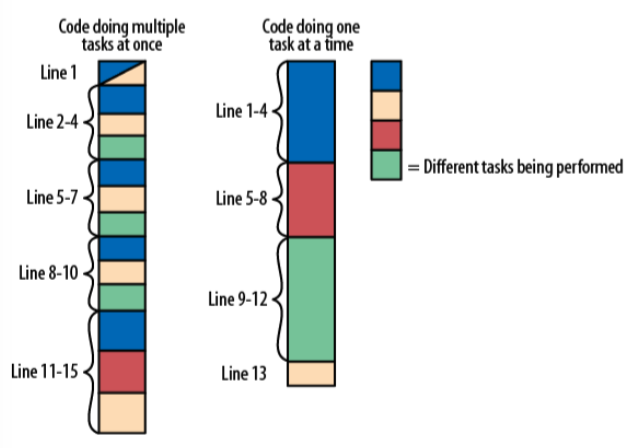 Code doing multiple
tasks at once
Line 1
Line 2-4
Line 5-7
Line 8-10
Line 11-15
Code doing one
task at a time
Line 1-4
Line 5-8
Line 9-12
Line 13
= Different tasks being performed